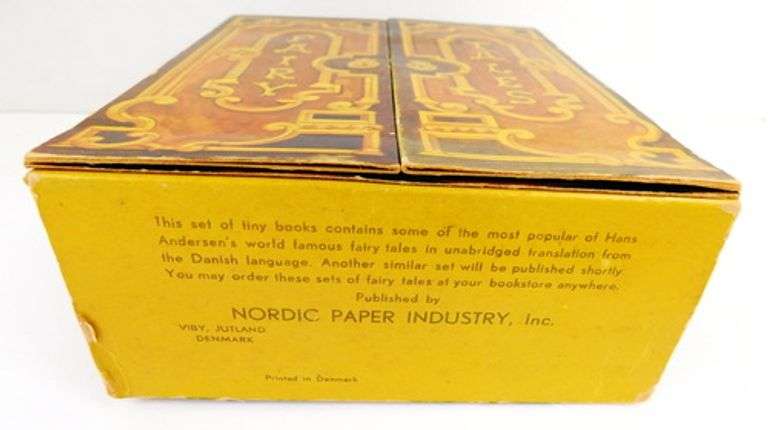 FAIRY TALES
This set of tiny books contains some of the most popular of Hans
Andersen's world famous fairy tales in unabridged translation from
the Danish language. Another similar set will be published shortly.
You may order these sets of fairy tales at your bookstore anywhere.
Published by
NORDIC PAPER INDUSTRY, Inc.
VIBY, JUTLAND
DENMARK
Printed in Denmark